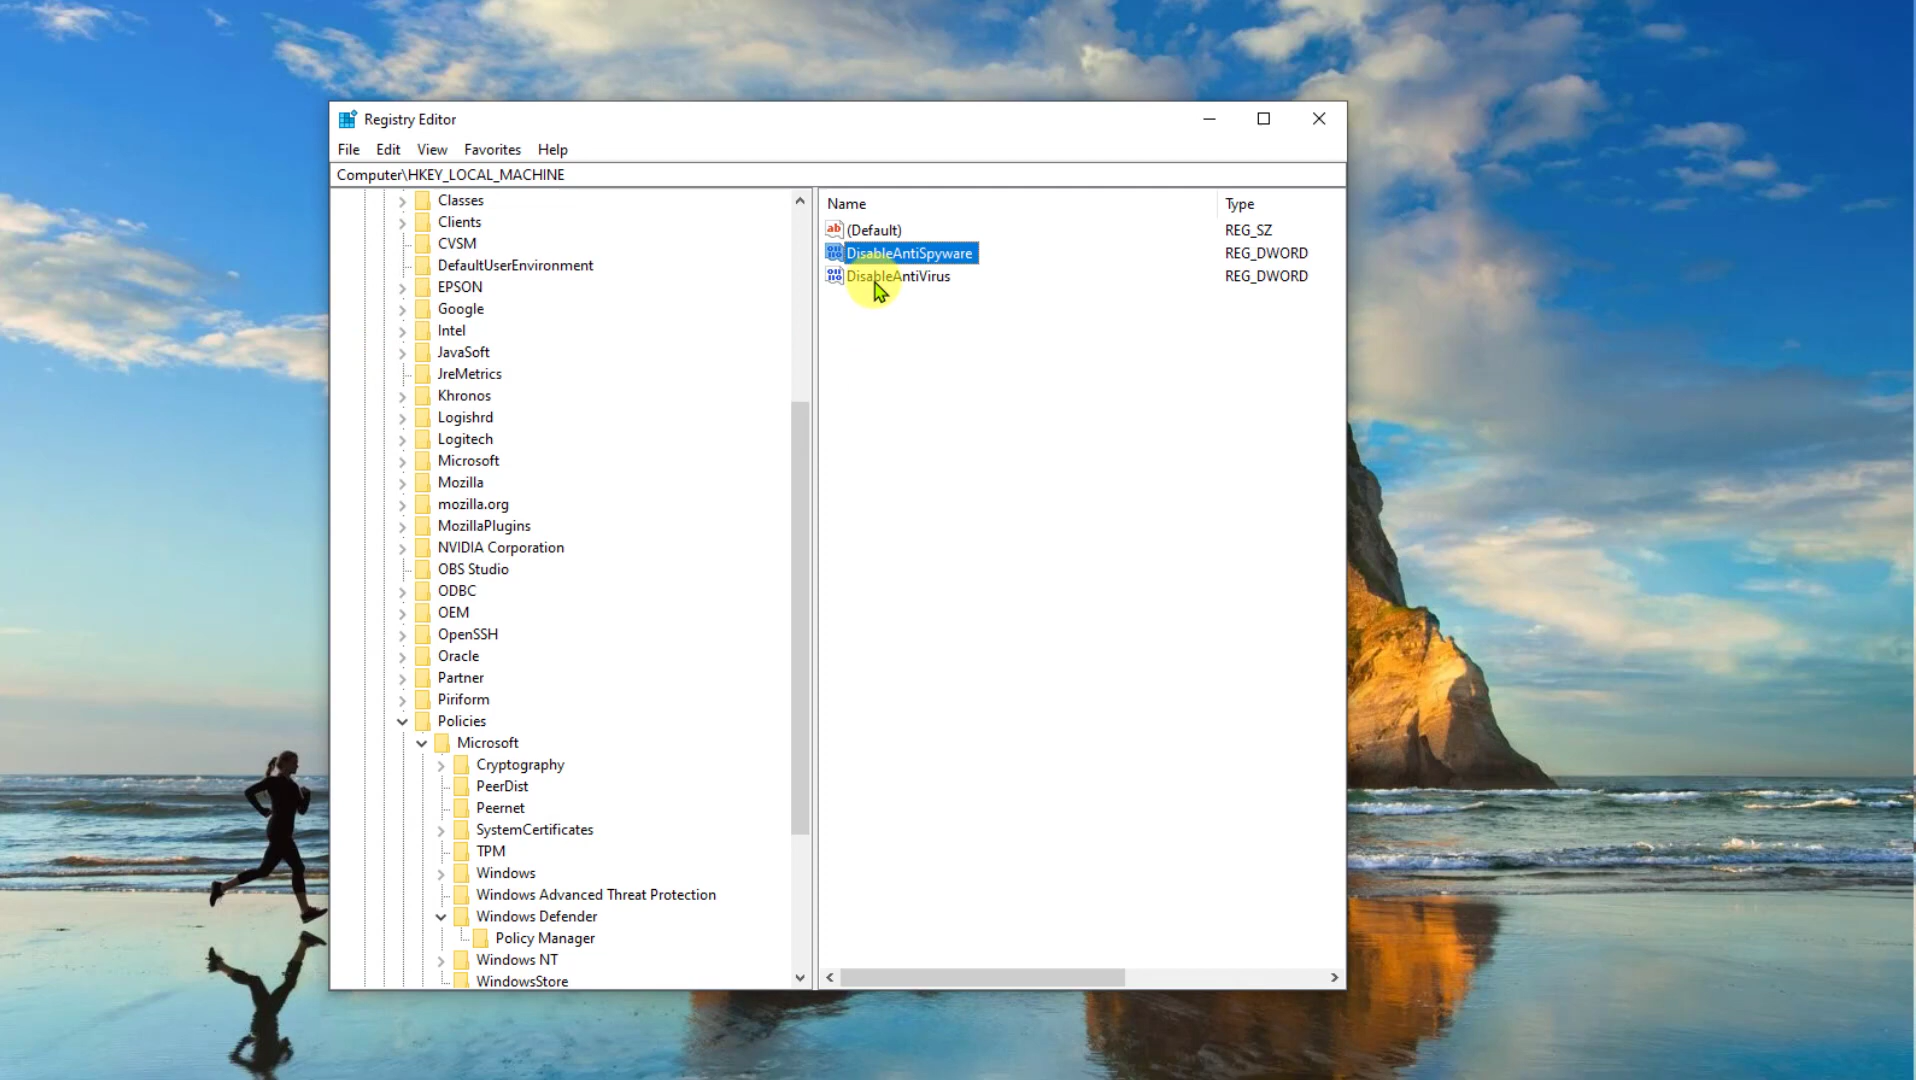 Registry Editor
File Edit View Favorites Help
Computer\HKEY_LOCAL_MACHINE
Classes
Clients
CVSM
DefaultUserEnvironment
EPSON
Google
Intel
JavaSoft
JreMetrics
Khronos
Logishrd
Logitech
Microsoft
Mozilla
mozilla.org
MozillaPlugins
NVIDIA Corporation
OBS Studio
ODBC
OEM
OpenSSH
Oracle
Partner
Piriform
Policies
Microsoft
Cryptography
PeerDist
Peernet
SystemCertificates
TPM
Windows
Windows Advanced Threat Protection
Windows Defender
Policy Manager
Windows NT
WindowsStore
Name Type
ab (Default) REG_SZ
DisableAntiSpyware REG_DWORD
DisableAntiVirus REG_DWORD